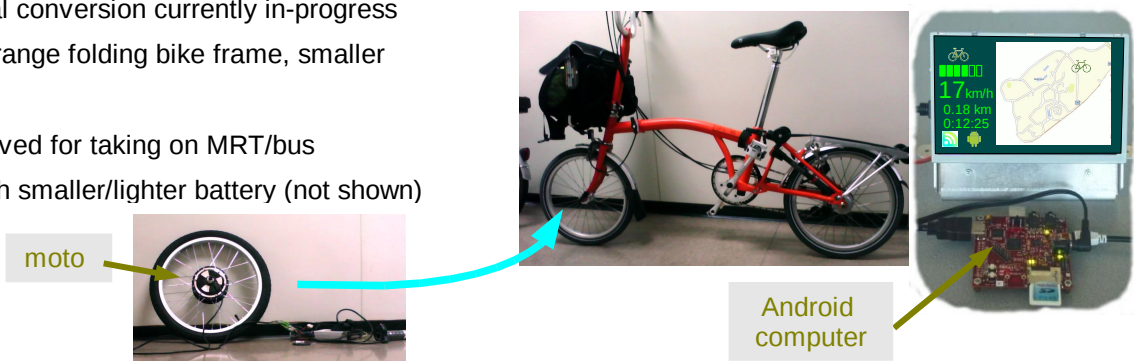 l conversion currently in-progress
range folding bike frame, smaller
ved for taking on MRT/bus
h smaller/lighter battery (not shown)
moto
Android
computer
17km/h
0.18 km
0:12:25